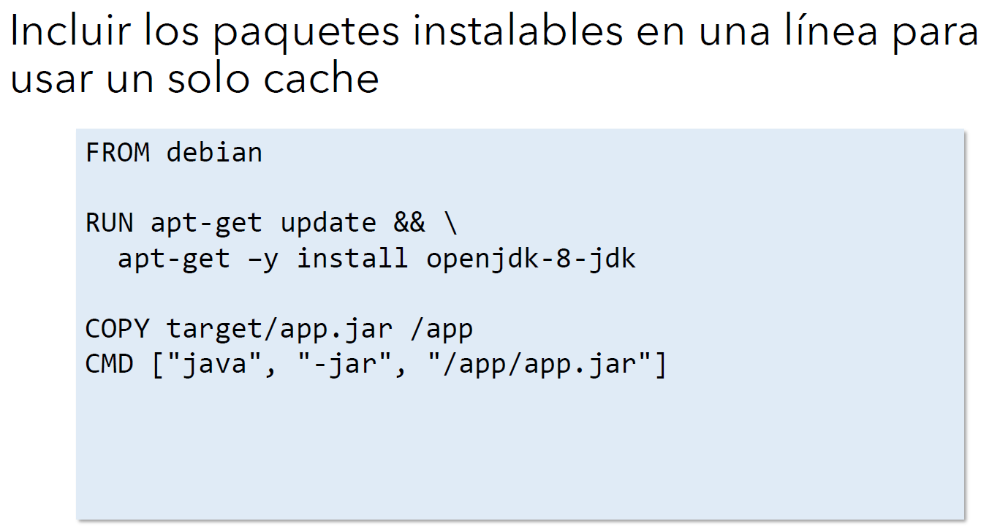 Incluir los paquetes instalables en una línea para
usar un solo cache
FROM debian
RUN apt-get update && \
apt-get –y install openjdk-8-jdk
COPY target/app.jar /app
CMD ["java", "-jar", "/app/app.jar"]